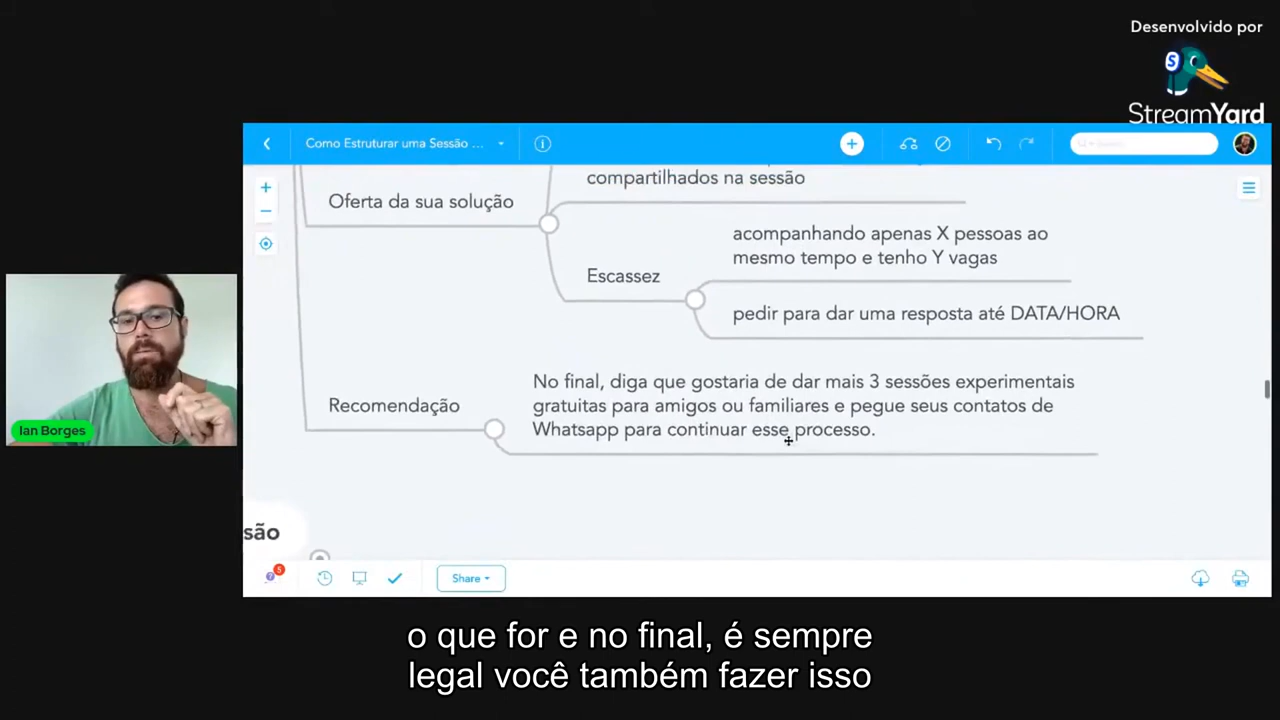 Desenvolvido por
StreamYard
Como Estruturar uma Sessão ...
compartilhados na sessão
Oferta da sua solução
acompanhando apenas X pessoas ao
mesmo tempo e tenho Y vagas
Escassez
pedir para dar uma resposta até DATA/HORA
No final, diga que gostaria de dar mais 3 sessões experimentais
gratuitas para amigos ou familiares e pegue seus contatos de
Whatsapp para continuar esse processo.
Recomendação
Ian Borges
são
5
Share
o que for e no final, é sempre
legal você também fazer isso